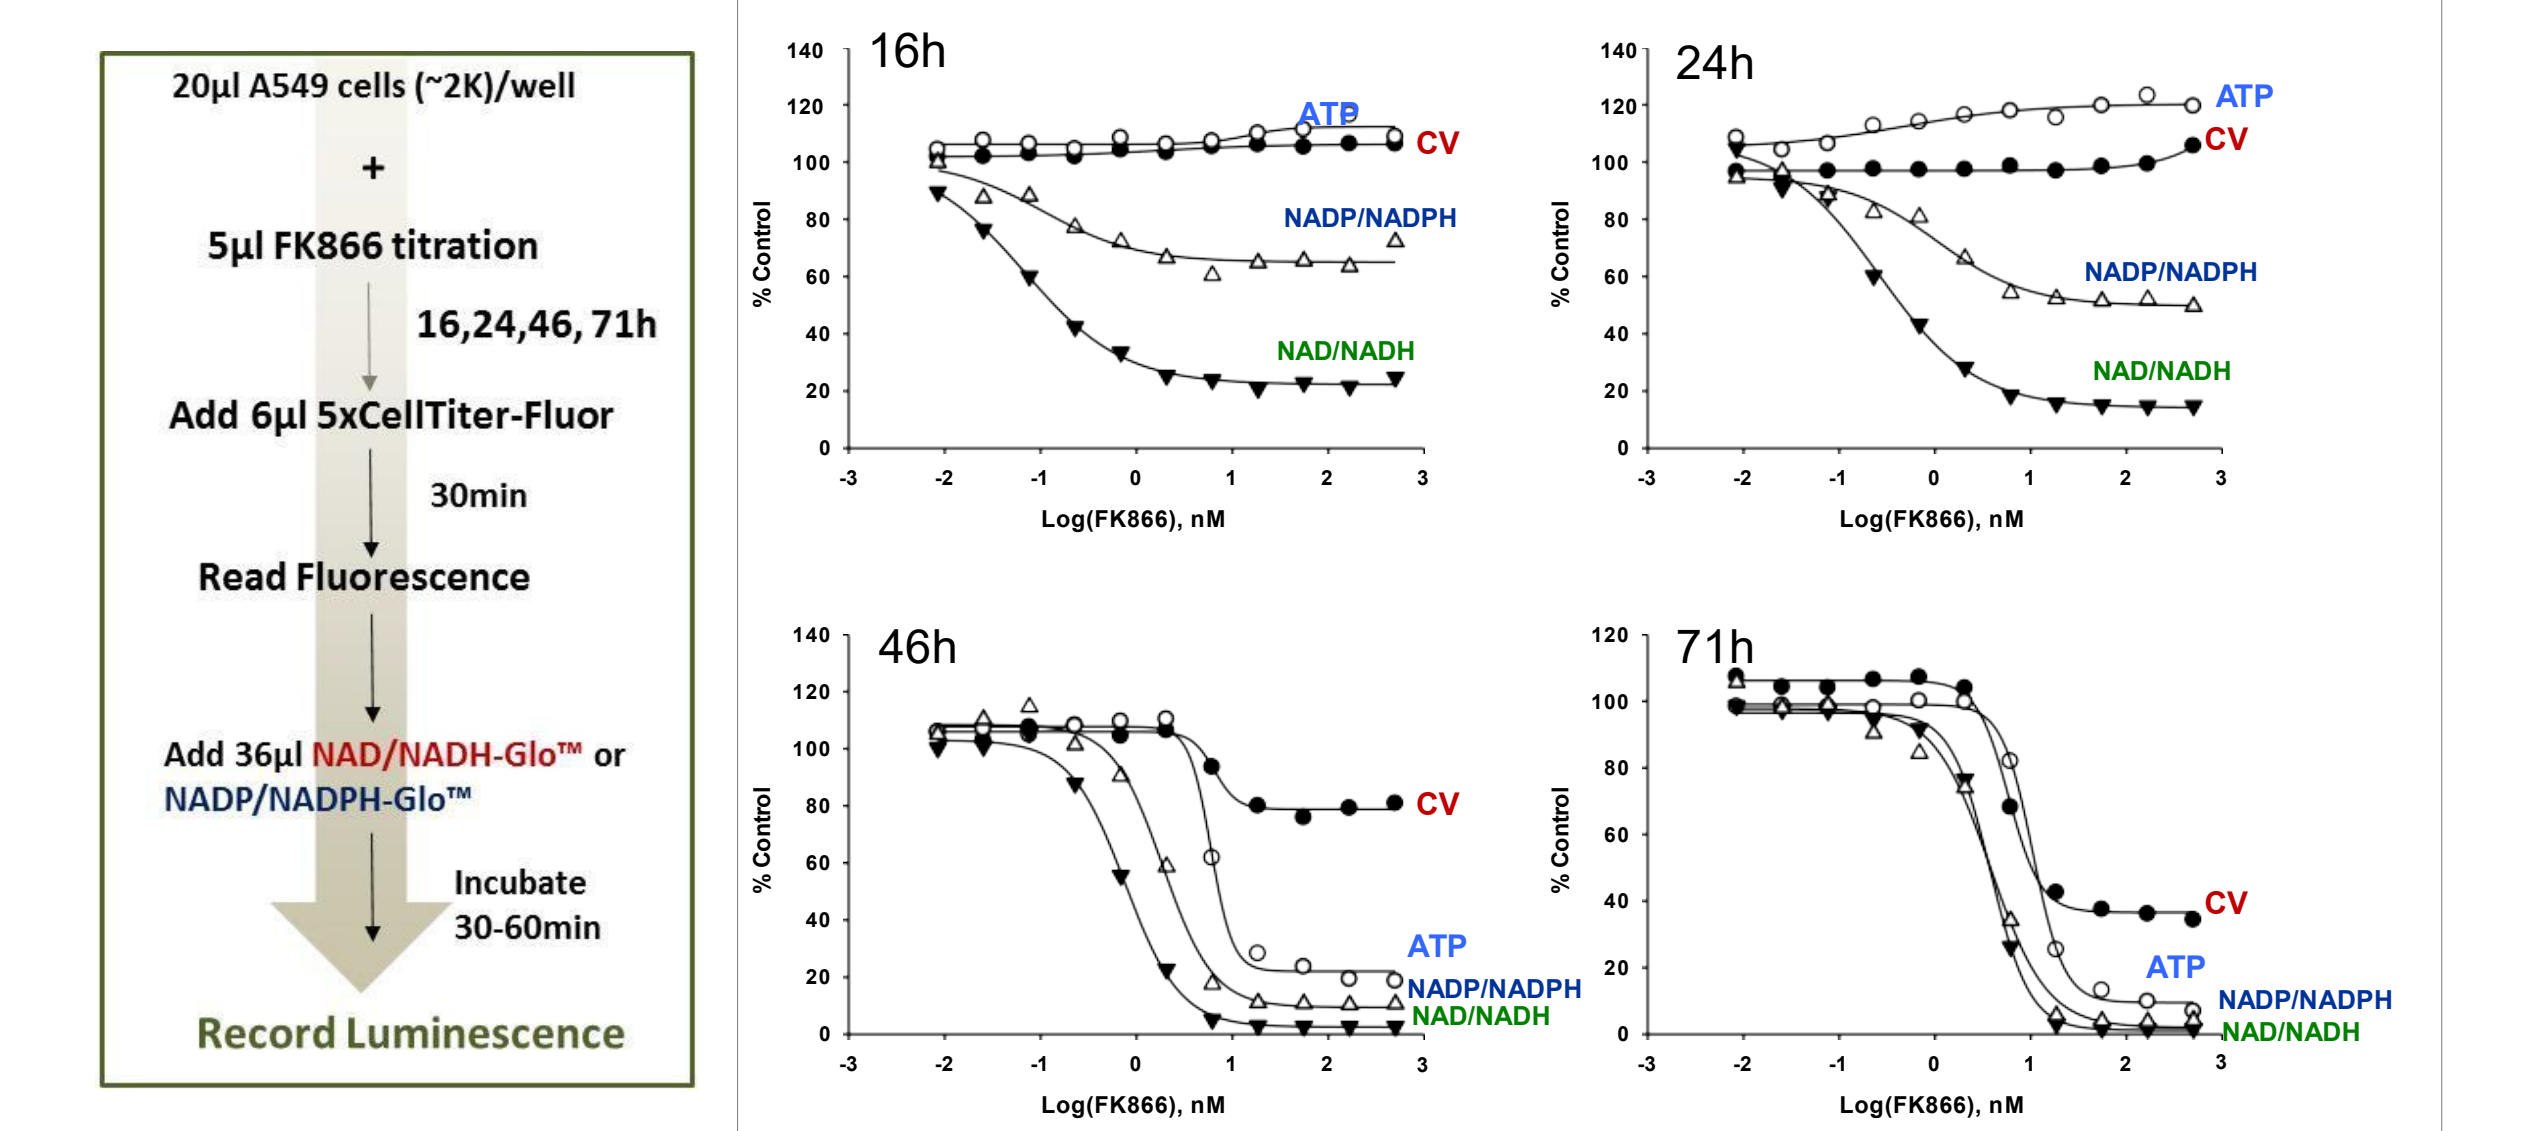 20µl A549 cells (~2K)/well
+
5µl FK866 titration
16,24,46, 71h
Add 6µl 5xCellTiter-Fluor
30min
Read Fluorescence
Add 36µl NAD/NADH-Glo™ or
NADP/NADPH-Glo™
Incubate
30-60min
Record Luminescence
16h
% Control
140
120
100
80
60
40
20
0
-3 -2 -1 0 1 2 3
Log(FK866), nM
ATP
CV
NADP/NADPH
NAD/NADH
24h
% Control
140
120
100
80
60
40
20
0
-3 -2 -1 0 1 2 3
Log(FK866), nM
ATP
CV
NADP/NADPH
NAD/NADH
46h
% Control
140
120
100
80
60
40
20
0
-3 -2 -1 0 1 2 3
Log(FK866), nM
CV
ATP
NADP/NADPH
NAD/NADH
71h
% Control
120
100
80
60
40
20
0
-3 -2 -1 0 1 2 3
Log(FK866), nM
CV
ATP
NADP/NADPH
NAD/NADH